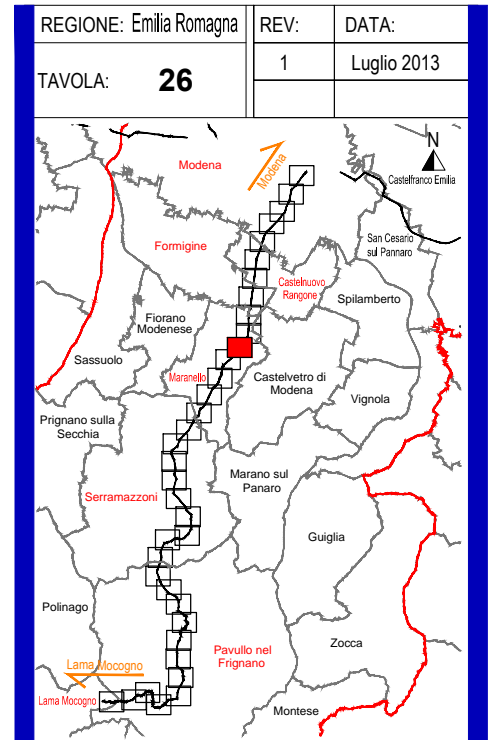 REGIONE: Emilia Romagna
REV:
DATA:
TAVOLA: 26
1
Luglio 2013
N
Modena
Modena
Castelfranco Emilia
San Cesario
sul Pannaro
Formigine
Castelnuovo
Rangone
Spilamberto
Fiorano
Modenese
Sassuolo
Maranello
Castelvetro di
Modena
Vignola
Prignano sulla
Secchia
Marano sul
Panaro
Serramazzoni
Guiglia
Polinago
Pavullo nel
Frignano
Zocca
Lama Mocogno
Lama Mocogno
Montese